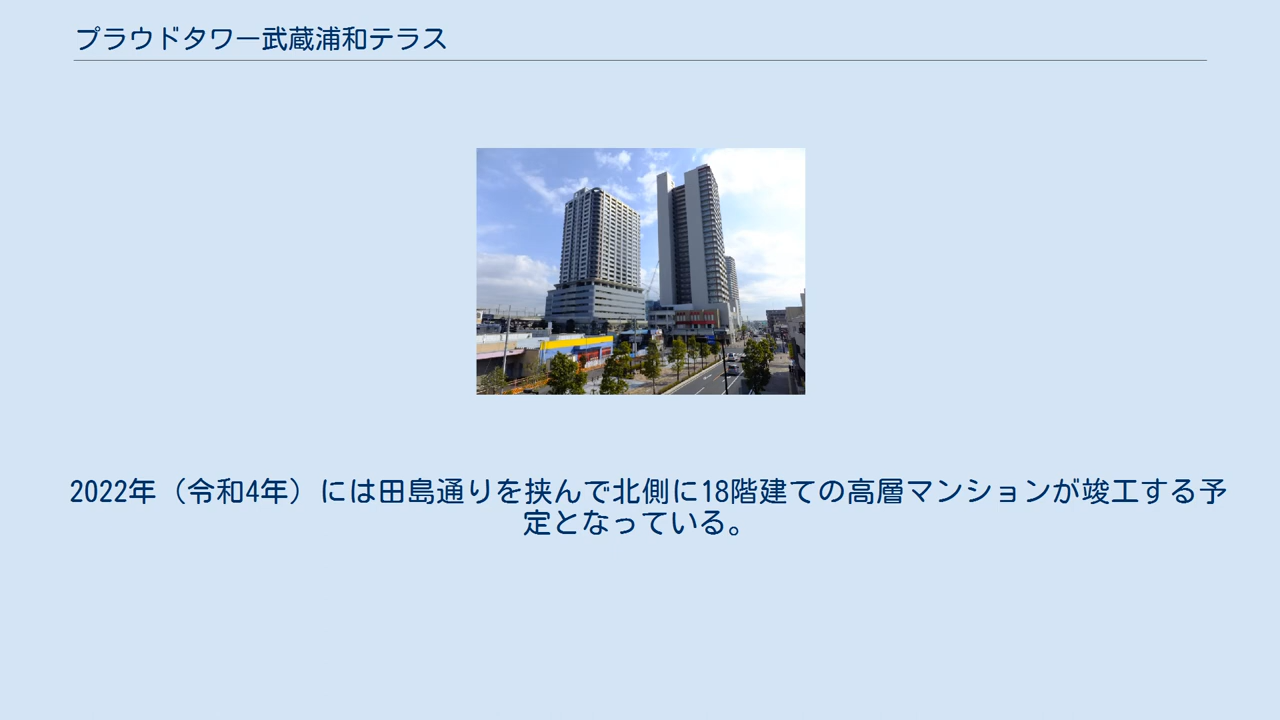 プラウドタワー武蔵浦和テラス
2022年（令和4年）には田島通りを挟んで北側に18階建ての高層マンションが竣工する予
定となっている。